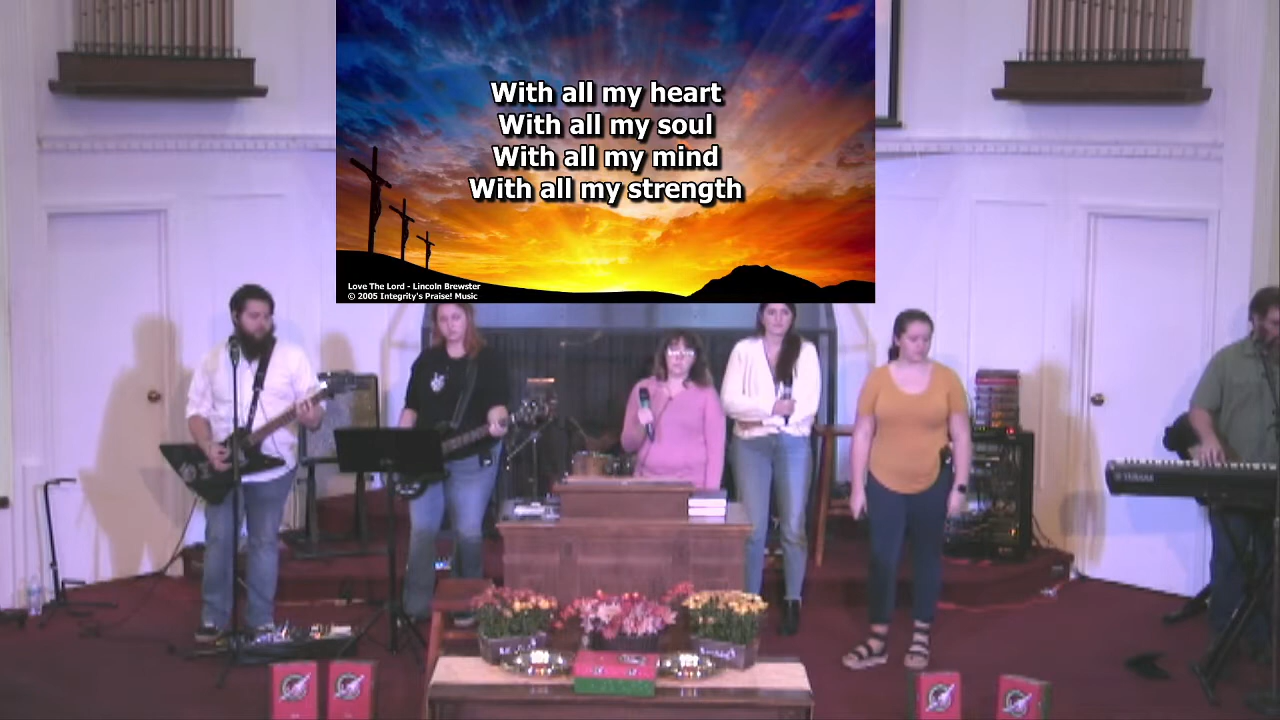 With all my heart
With all my soul
With all my mind
With all my strength
Love The Lord - Lincoln Brewster
© 2005 Integrity's Praise! Music
YAMAHA